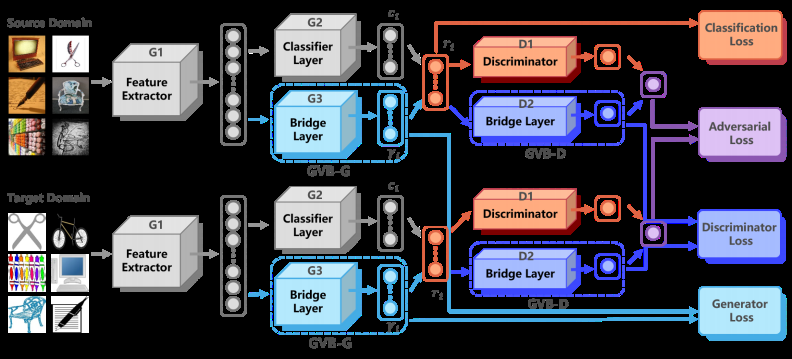 Source Domain
G1
Feature
Extractor
G2
Classifier
Layer
c_i
G3
Bridge
Layer
γ_i
GVB-G
r_i
D1
Discriminator
D2
Bridge Layer
GVB-D
Classification
Loss
Adversarial
Loss
Target Domain
G1
Feature
Extractor
G2
Classifier
Layer
c_i
G3
Bridge
Layer
γ_i
GVB-G
r_i
D1
Discriminator
D2
Bridge Layer
GVB-D
Discriminator
Loss
Generator
Loss